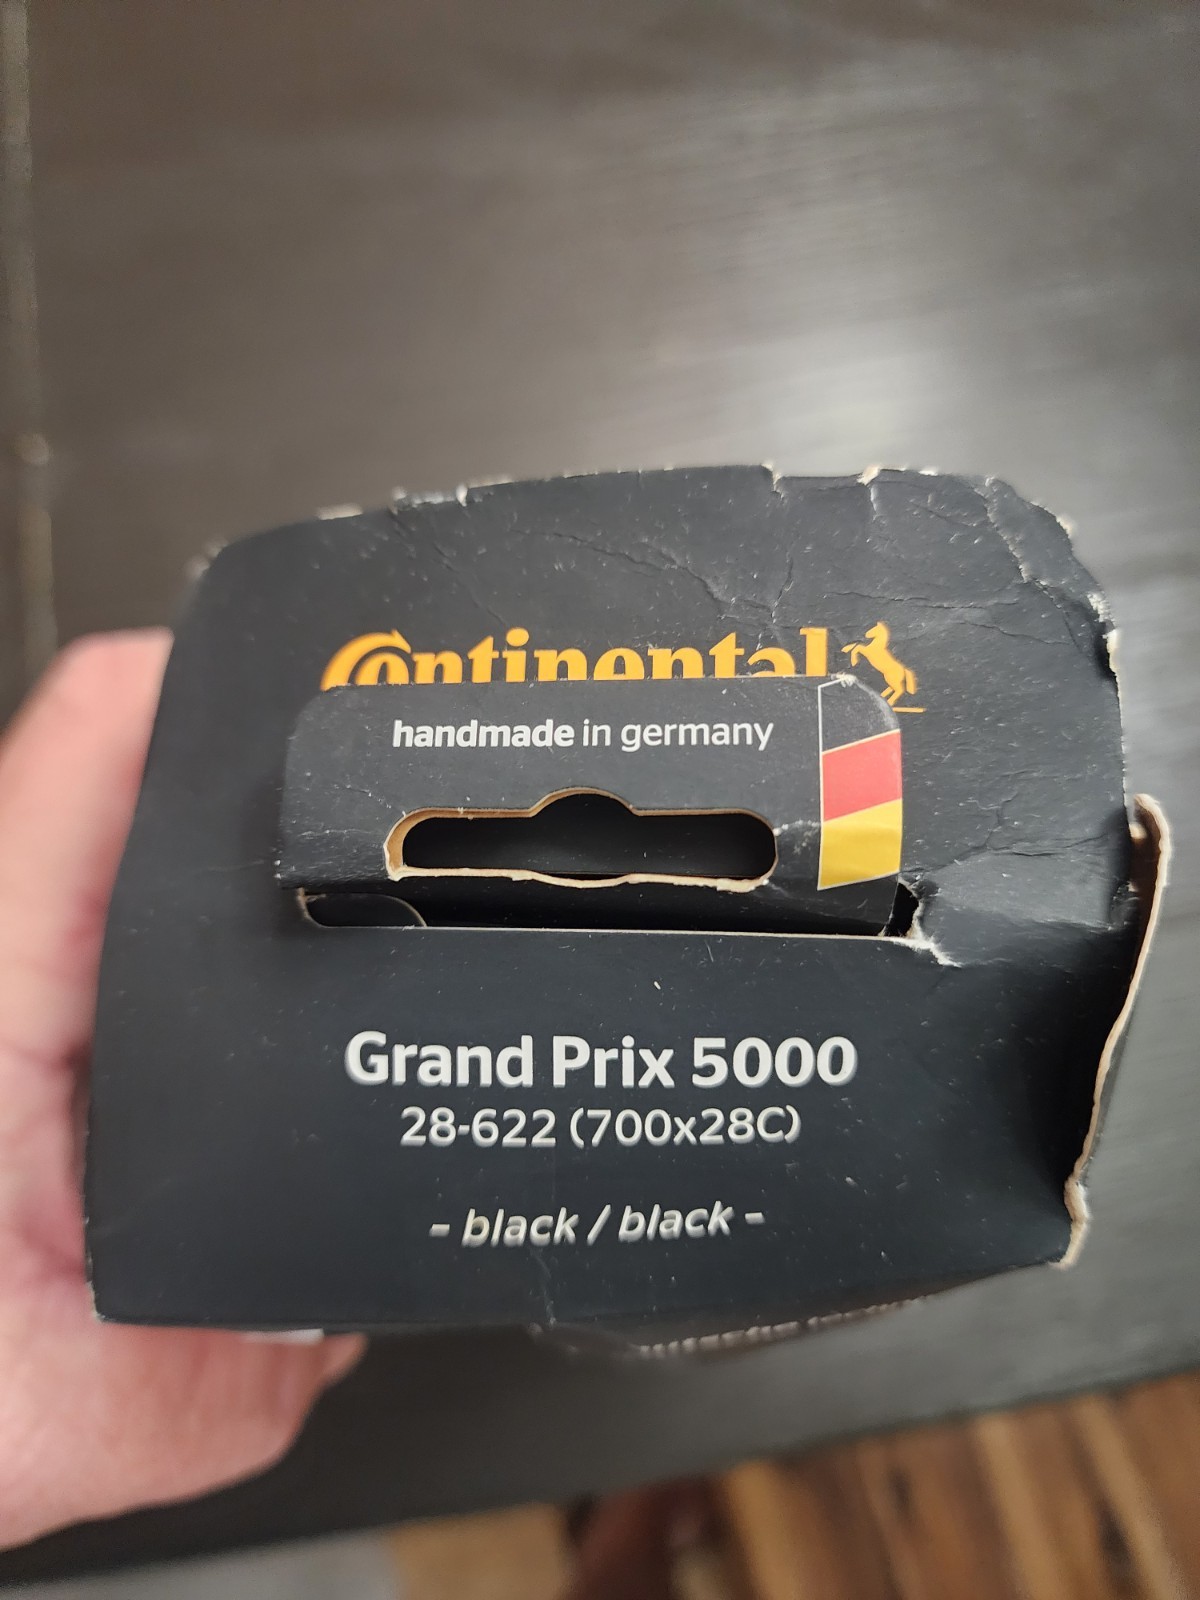 Continental
handmade in germany
Grand Prix 5000
28-622 (700x28C)
- black / black -